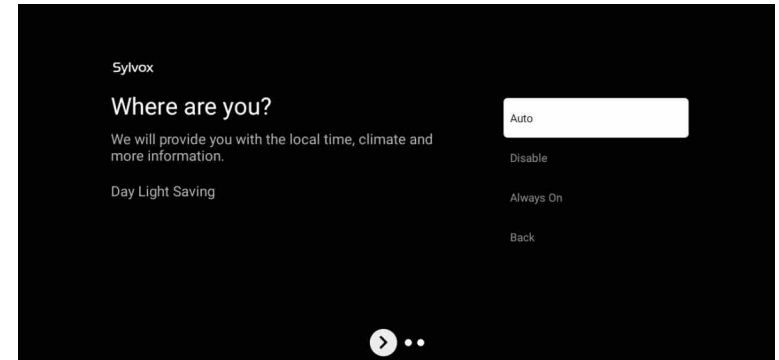 Sylvox
Where are you?
We will provide you with the local time, climate and
more information.
Day Light Saving
Auto
Disable
Always On
Back